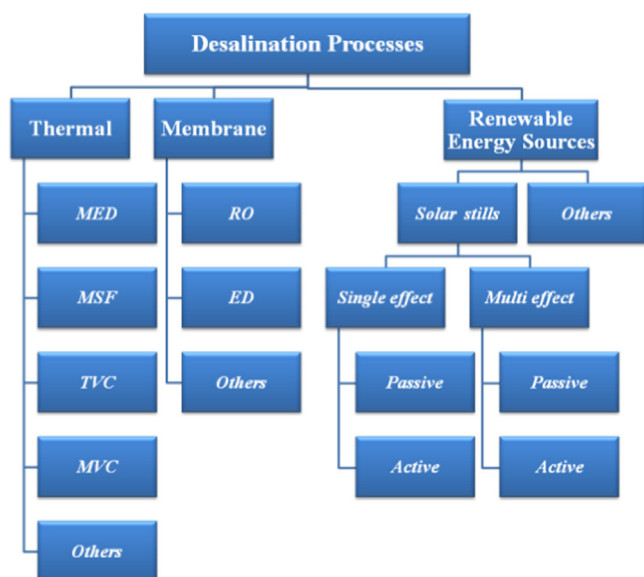 Desalination Processes
Thermal
Membrane
Renewable
Energy Sources
MED
RO
Solar stills
Others
MSF
ED
Single effect
Multi effect
TVC
Others
Passive
Passive
MVC
Active
Active
Others